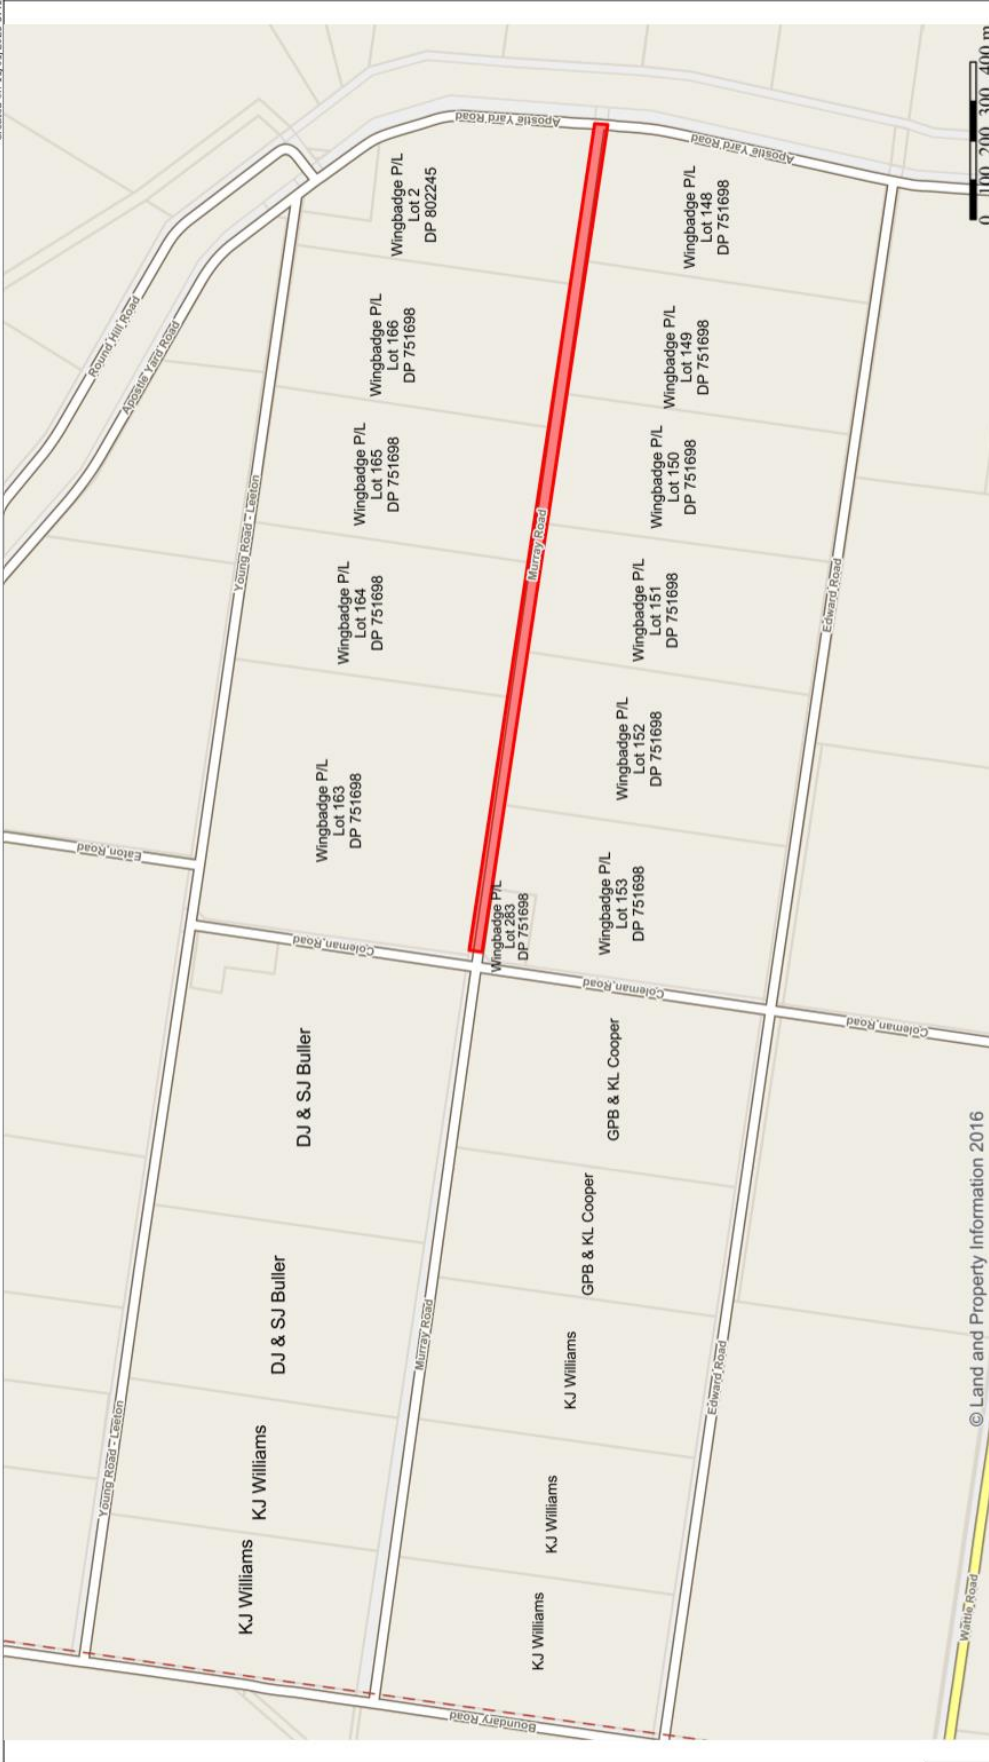 Round Hill Road
Apostle Yard Road
Apostle Yard Road
Apostle Yard Road
Young Road - Leeton
Young Road - Leeton
Eaton Road
Coleman Road
Coleman Road
Coleman Road
Murray Road
Murray Road
Edward Road
Edward Road
Boundary Road
Wattle Road
KJ Williams
KJ Williams
DJ & SJ Buller
DJ & SJ Buller
Wingbadge P/L
Lot 163
DP 751698
Wingbadge P/L
Lot 164
DP 751698
Wingbadge P/L
Lot 165
DP 751698
Wingbadge P/L
Lot 166
DP 751698
Wingbadge P/L
Lot 2
DP 802245
KJ Williams
KJ Williams
KJ Williams
GPB & KL Cooper
GPB & KL Cooper
Wingbadge P/L
Lot 283
DP 751698
Wingbadge P/L
Lot 153
DP 751698
Wingbadge P/L
Lot 152
DP 751698
Wingbadge P/L
Lot 151
DP 751698
Wingbadge P/L
Lot 150
DP 751698
Wingbadge P/L
Lot 149
DP 751698
Wingbadge P/L
Lot 148
DP 751698
© Land and Property Information 2016
0 100 200 300 400 m